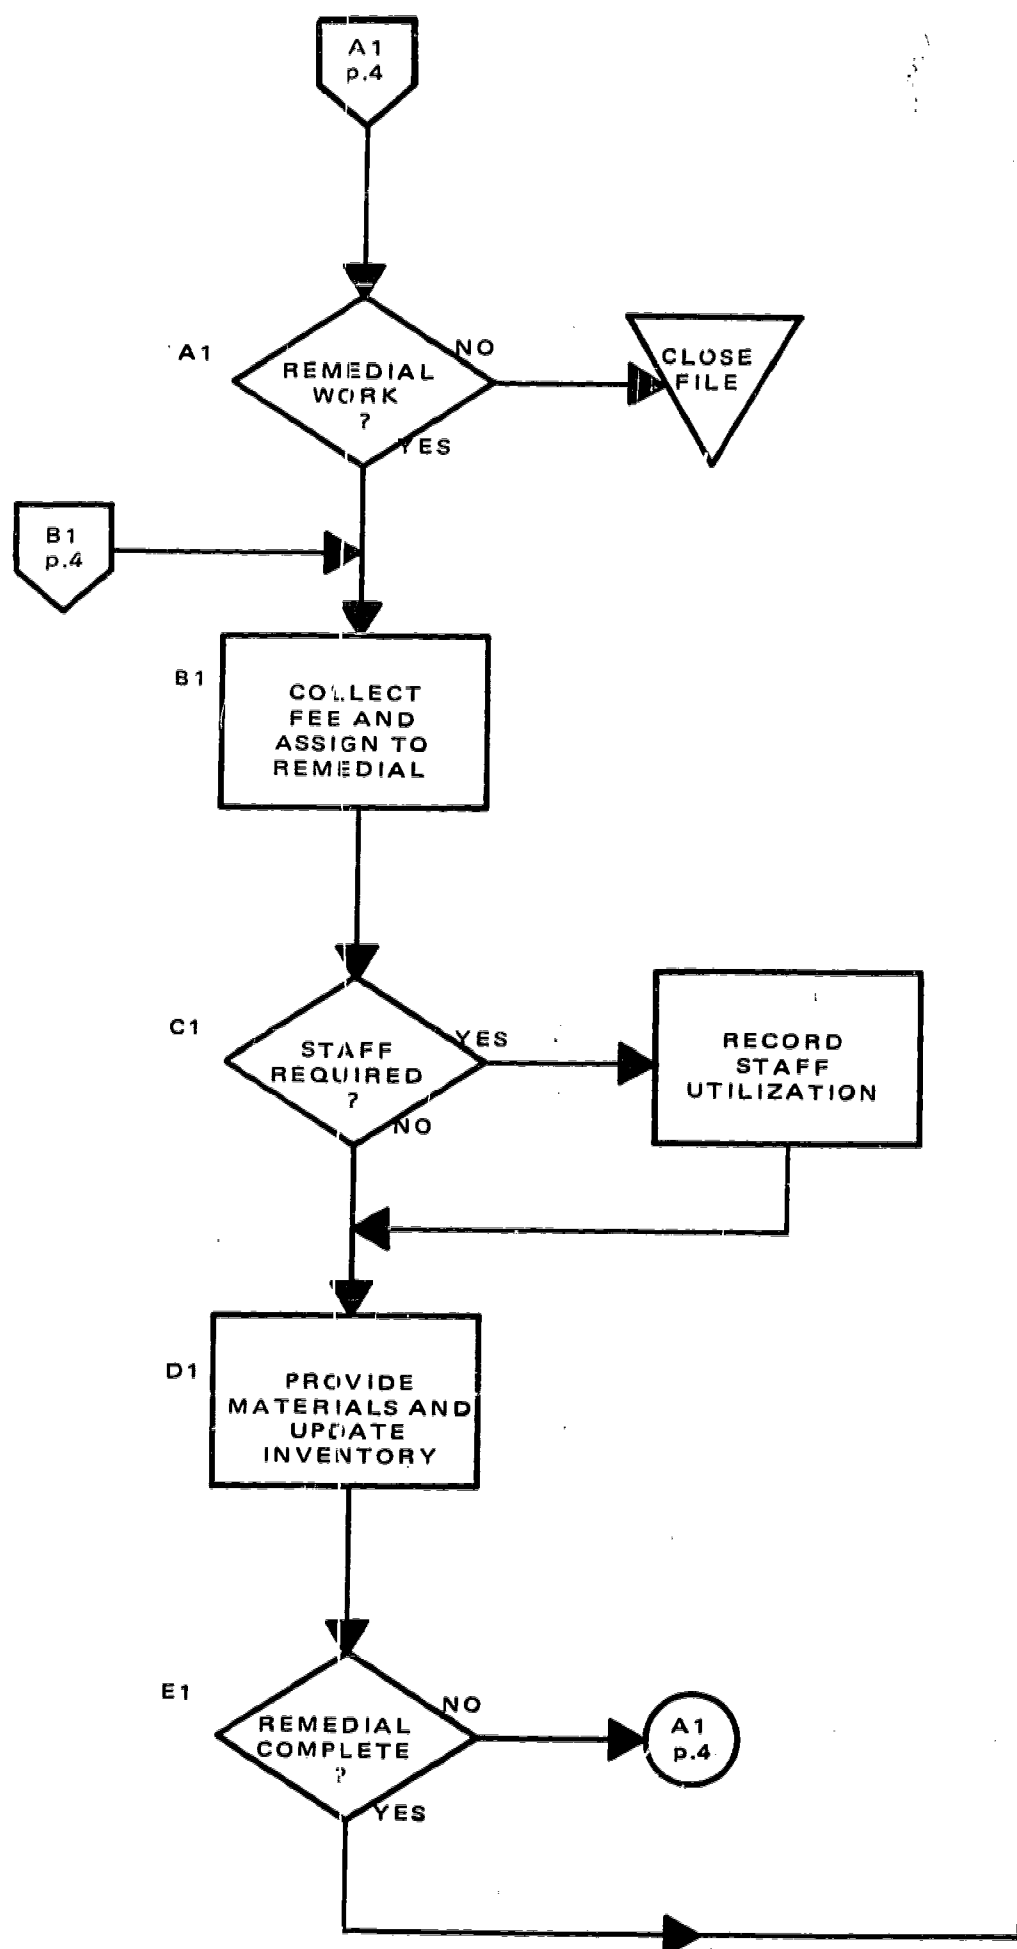 A1
p.4
A1
REMEDIAL
WORK
?
NO
YES
CLOSE
FILE
B1
p.4
B1
COLLECT
FEE AND
ASSIGN TO
REMEDIAL
C1
STAFF
REQUIRED
?
YES
NO
RECORD
STAFF
UTILIZATION
D1
PROVIDE
MATERIALS AND
UPDATE
INVENTORY
E1
REMEDIAL
COMPLETE
?
NO
YES
A1
p.4